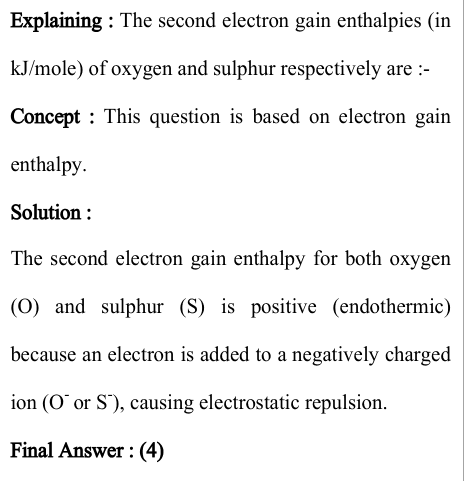 Explaining : The second electron gain enthalpies (in
kJ/mole) of oxygen and sulphur respectively are :-
Concept : This question is based on electron gain
enthalpy.
Solution :
The second electron gain enthalpy for both oxygen
(O) and sulphur (S) is positive (endothermic)
because an electron is added to a negatively charged
ion (O⁻ or S⁻), causing electrostatic repulsion.
Final Answer : (4)